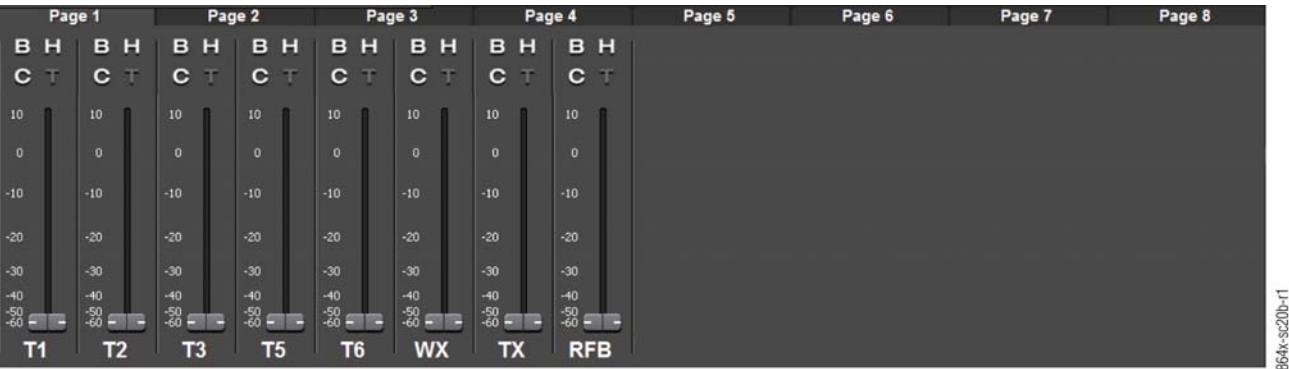 Page 1 Page 2 Page 3 Page 4 Page 5 Page 6 Page 7 Page 8
B H B H B H B H B H B H B H B H
C T C T C T C T C T C T C T C T
10 10 10 10 10 10 10 10
0 0 0 0 0 0 0 0
-10 -10 -10 -10 -10 -10 -10 -10
-20 -20 -20 -20 -20 -20 -20 -20
-30 -30 -30 -30 -30 -30 -30 -30
-40 -40 -40 -40 -40 -40 -40 -40
-50 -50 -50 -50 -50 -50 -50 -50
-60 -60 -60 -60 -60 -60 -60 -60
T1 T2 T3 T5 T6 WX TX RFB
864x-sc20b-r1